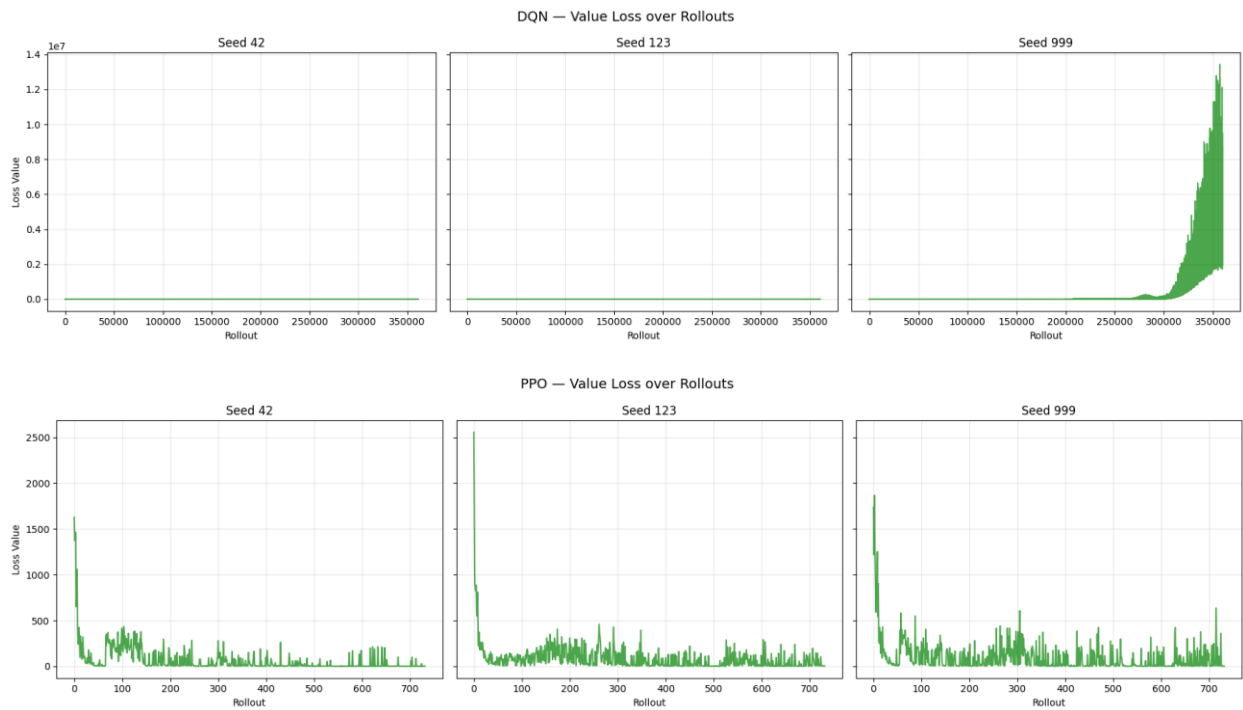 DQN — Value Loss over Rollouts
Seed 42
Seed 123
Seed 999
1e7
1.4
1.2
1.0
0.8
0.6
0.4
0.2
0.0
Loss Value
0 50000 100000 150000 200000 250000 300000 350000
0 50000 100000 150000 200000 250000 300000 350000
0 50000 100000 150000 200000 250000 300000 350000
Rollout
Rollout
Rollout
PPO — Value Loss over Rollouts
Seed 42
Seed 123
Seed 999
2500
2000
1500
1000
500
0
Loss Value
0 100 200 300 400 500 600 700
0 100 200 300 400 500 600 700
0 100 200 300 400 500 600 700
Rollout
Rollout
Rollout